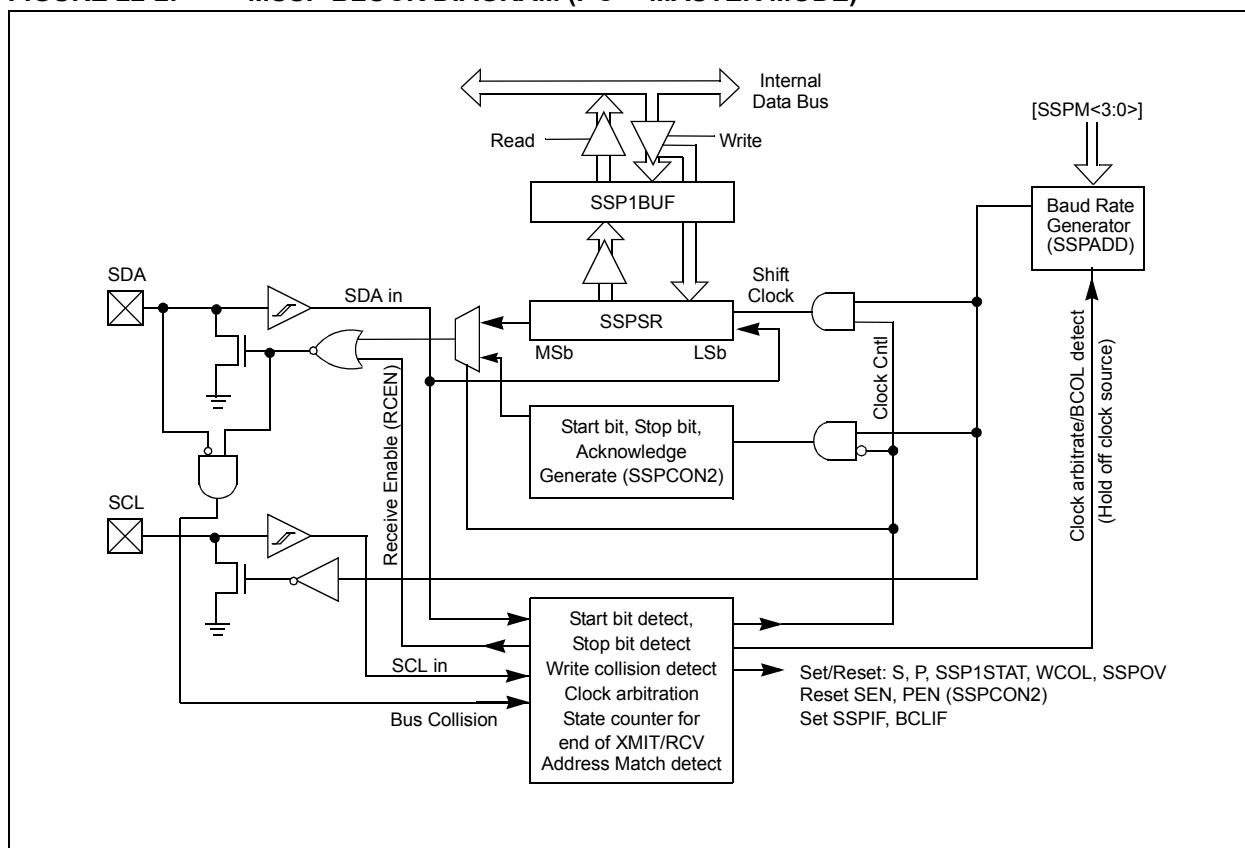 Internal
Data Bus
[SSPM<3:0>]
Read
Write
SSP1BUF
Baud Rate
Generator
(SSPADD)
SDA
SDA in
Shift
Clock
SSPSR
MSb
LSb
Clock Cntl
Clock arbitrate/BCOL detect
(Hold off clock source)
Receive Enable (RCEN)
Start bit, Stop bit,
Acknowledge
Generate (SSPCON2)
SCL
SCL in
Bus Collision
Start bit detect,
Stop bit detect
Write collision detect
Clock arbitration
State counter for
end of XMIT/RCV
Address Match detect
Set/Reset: S, P, SSP1STAT, WCOL, SSPOV
Reset SEN, PEN (SSPCON2)
Set SSPIF, BCLIF